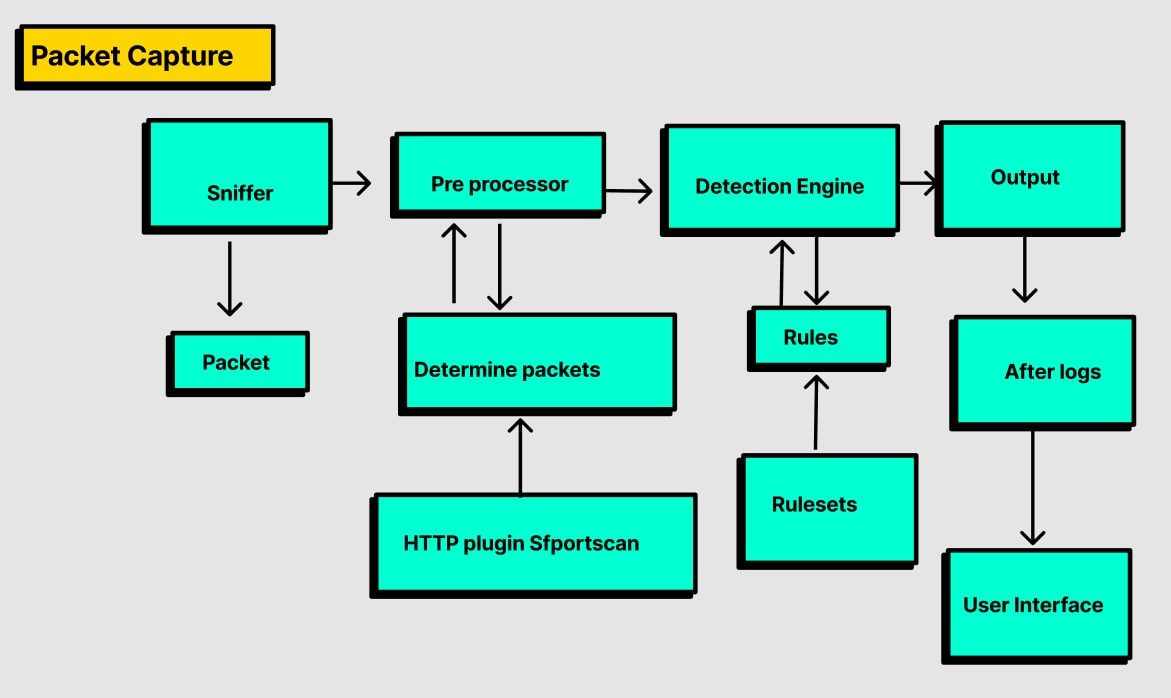 Packet Capture
Sniffer
Pre processor
Detection Engine
Output
Packet
Determine packets
Rules
After logs
HTTP plugin Sfportscan
Rulesets
User Interface